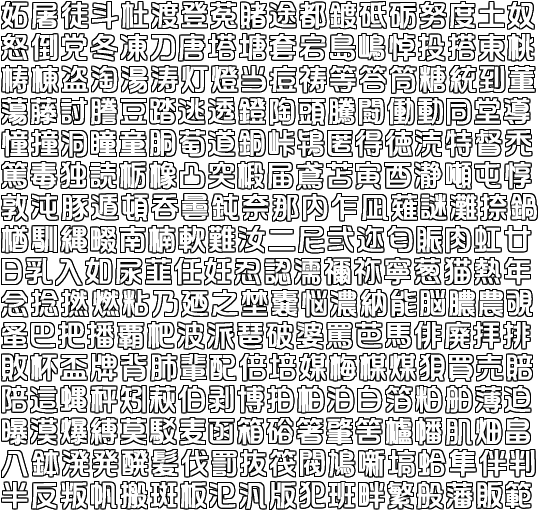 妬屠徒斗杜渡登菟賭途都鍍砥砺努度土奴
怒倒党冬凍刀唐塔塘套宕島嶋悼投搭東桃
梼棟盗淘湯涛灯燈当痘祷等答筒糖統到董
蕩藤討謄豆踏逃透鐙陶頭騰闘働動同堂導
憧撞洞瞳童胴萄道銅峠鴇匿得徳涜特督禿
篤毒独読栃橡凸突椴届鳶苫寅酉瀞噸屯惇
敦沌豚遁頓呑曇鈍奈那内乍凪薙謎灘捺鍋
楢馴縄畷南楠軟難汝二尼弐迩匂賑肉虹廿
日乳入如尿韮任妊忍認濡禰祢寧葱猫熱年
念捻撚燃粘乃廼之埜嚢悩濃納能脳膿農覗
蚤巴把播覇杷波派琶破婆罵芭馬俳廃拝排
敗杯盃牌背肺輩配倍培媒梅楳煤狽買売賠
陪這蝿秤矧萩伯剥博拍柏泊白箔粕舶薄迫
曝漠爆縛莫駁麦函箱硲箸肇筈櫨幡肌畑畠
八鉢溌発醗髪伐罰抜筏閥鳩噺塙蛤隼伴判
半反叛帆搬斑板氾汎版犯班畔繁般藩販範